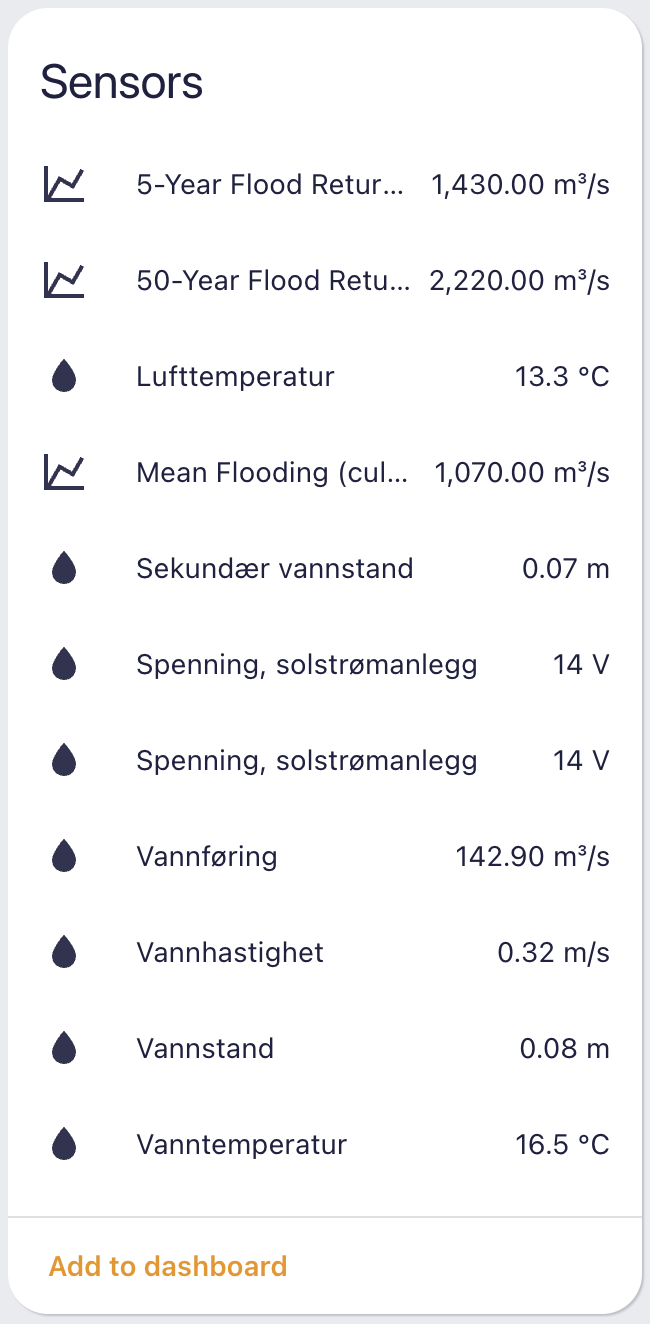 Sensors
5-Year Flood Retur... 1,430.00 m³/s
50-Year Flood Retu... 2,220.00 m³/s
Lufttemperatur 13.3 °C
Mean Flooding (cul... 1,070.00 m³/s
Sekundær vannstand 0.07 m
Spenning, solstrømanlegg 14 V
Spenning, solstrømanlegg 14 V
Vannføring 142.90 m³/s
Vannhastighet 0.32 m/s
Vannstand 0.08 m
Vanntemperatur 16.5 °C
Add to dashboard